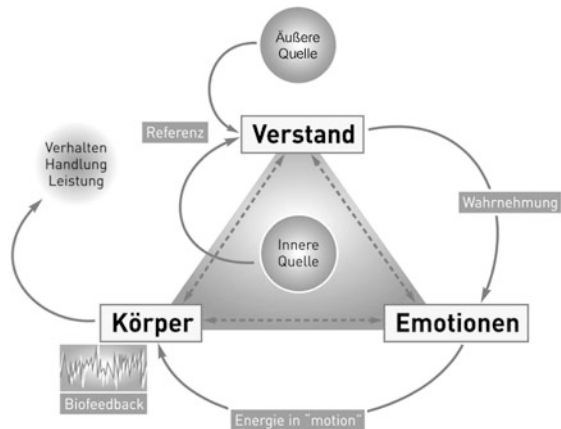 Äußere
Quelle
Referenz
Verstand
Verhalten
Handlung
Leistung
Wahrnehmung
Innere
Quelle
Körper
Emotionen
Biofeedback
Energie in "motion"